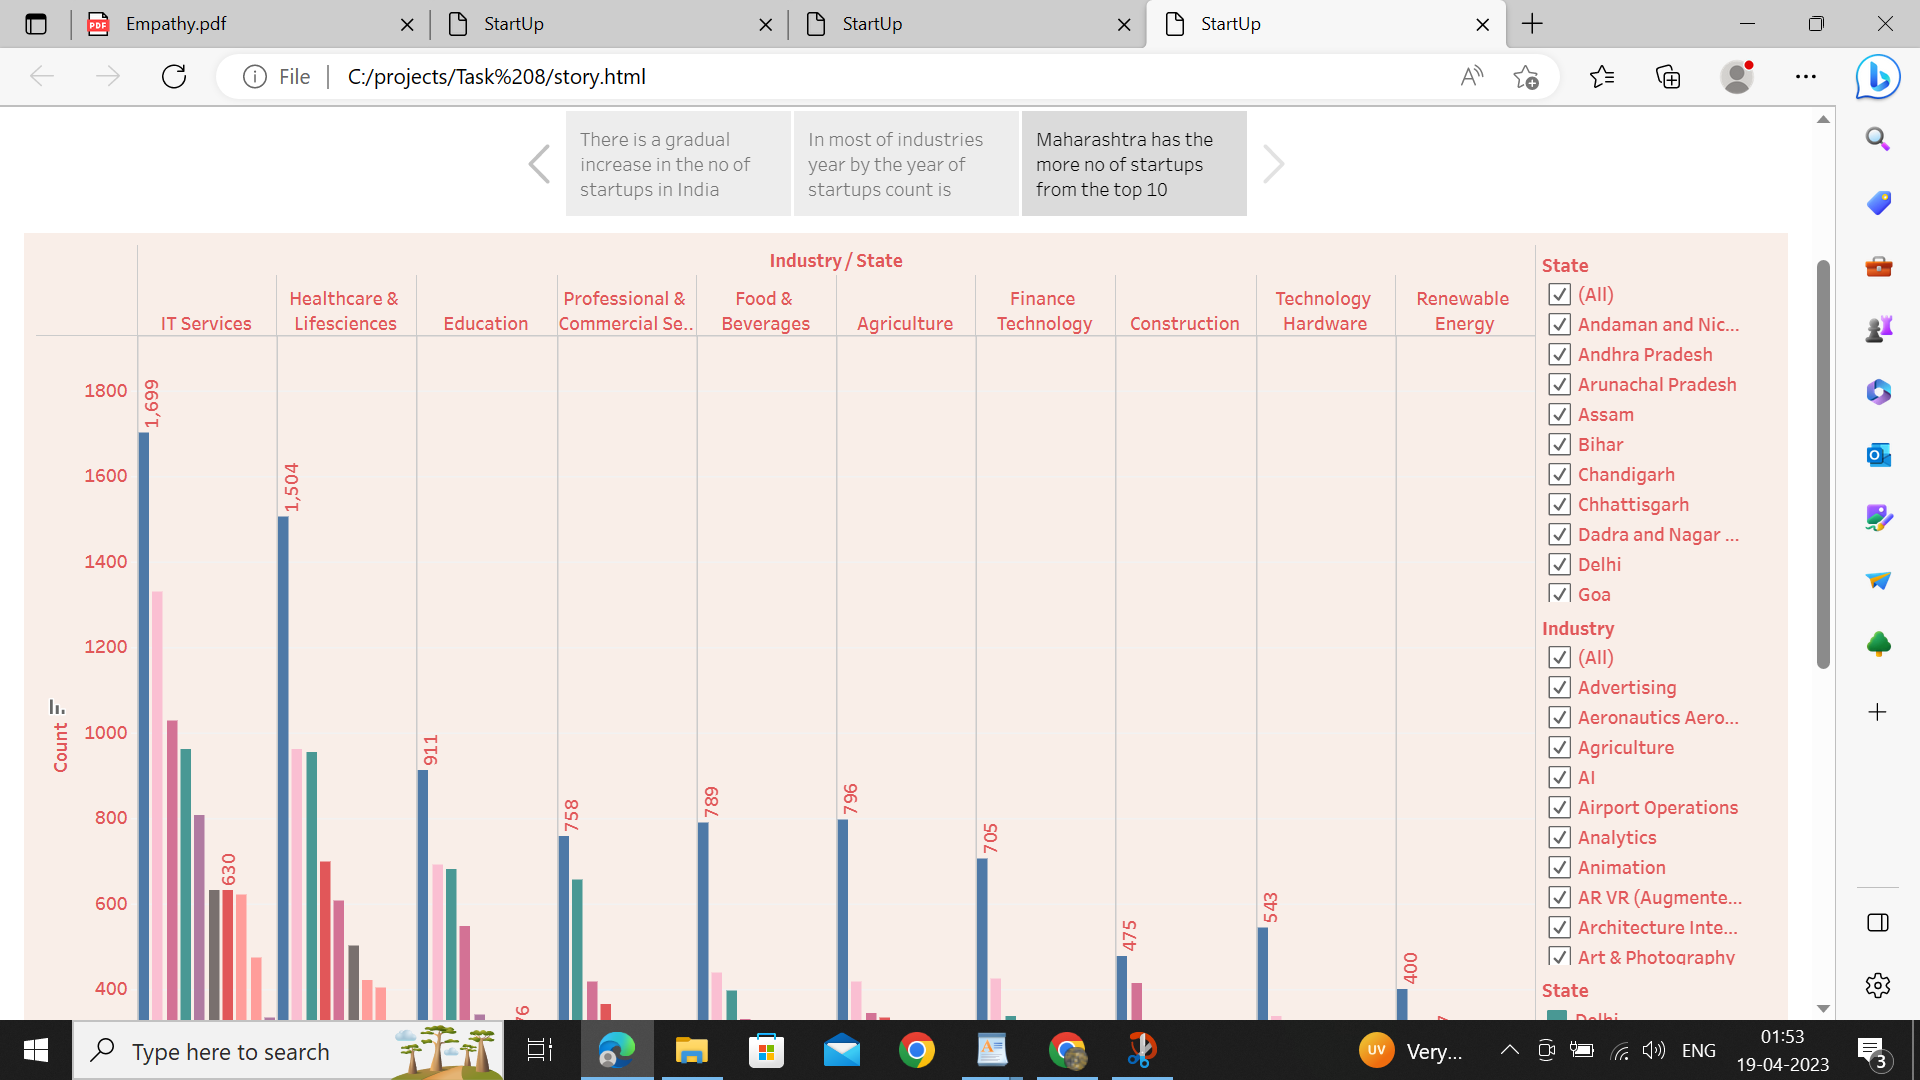 Empathy.pdf
StartUp
StartUp
StartUp
File
C:/projects/Task%208/story.html
There is a gradual
increase in the no of
startups in India
In most of industries
year by the year of
startups count is
Maharashtra has the
more no of startups
from the top 10
Industry / State
IT Services
Healthcare &
Lifesciences
Education
Professional &
Commercial Se..
Food &
Beverages
Agriculture
Finance
Technology
Construction
Technology
Hardware
Renewable
Energy
1800
1600
1400
1200
1000
800
600
400
Count
1,699
630
1,504
911
76
758
789
796
705
475
543
400
State
(All)
Andaman and Nic...
Andhra Pradesh
Arunachal Pradesh
Assam
Bihar
Chandigarh
Chhattisgarh
Dadra and Nagar ...
Delhi
Goa
Industry
(All)
Advertising
Aeronautics Aero...
Agriculture
AI
Airport Operations
Analytics
Animation
AR VR (Augmente...
Architecture Inte...
Art & Photography
State
Delhi
Type here to search
UV
Very...
ENG
01:53
19-04-2023
3